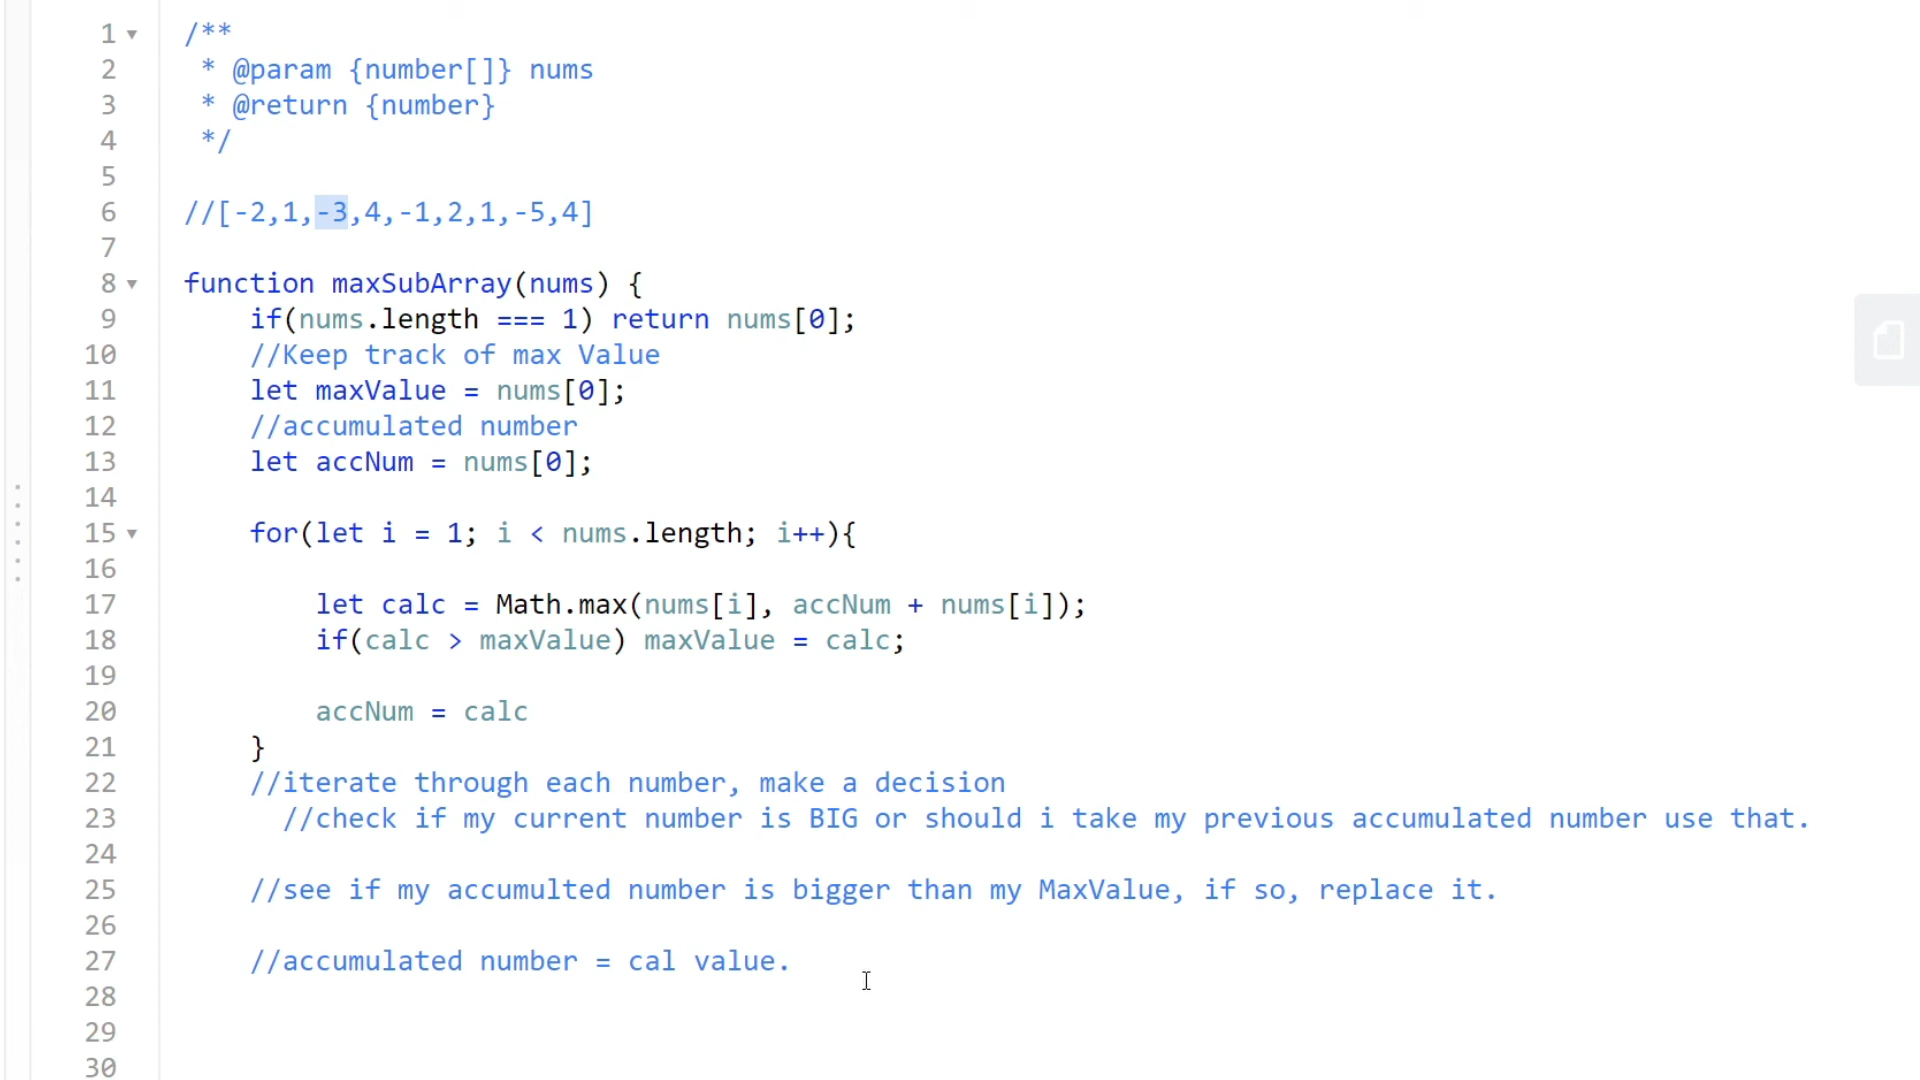 1 /**
2 * @param {number[]} nums
3 * @return {number}
4 */
5
6 //[-2,1,-3,4,-1,2,1,-5,4]
7
8 function maxSubArray(nums) {
9 if(nums.length === 1) return nums[0];
10 //Keep track of max Value
11 let maxValue = nums[0];
12 //accumulated number
13 let accNum = nums[0];
14
15 for(let i = 1; i < nums.length; i++){
16
17 let calc = Math.max(nums[i], accNum + nums[i]);
18 if(calc > maxValue) maxValue = calc;
19
20 accNum = calc
21 }
22 //iterate through each number, make a decision
23 //check if my current number is BIG or should i take my previous accumulated number use that.
24
25 //see if my accumulted number is bigger than my MaxValue, if so, replace it.
26
27 //accumulated number = cal value.
28
29
30